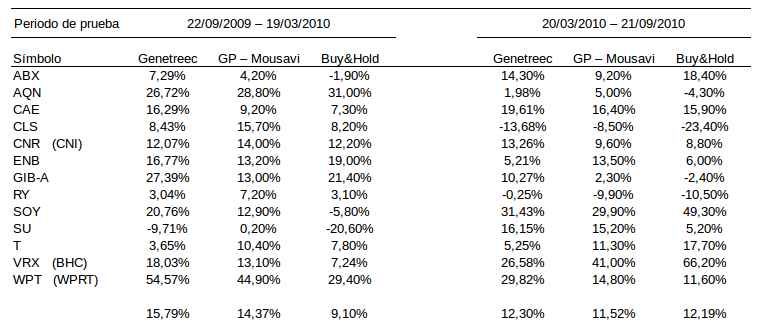 Periodo de prueba 22/09/2009 – 19/03/2010 20/03/2010 – 21/09/2010
Símbolo Genetreec GP – Mousavi Buy&Hold Genetreec GP – Mousavi Buy&Hold
ABX 7,29% 4,20% -1,90% 14,30% 9,20% 18,40%
AQN 26,72% 28,80% 31,00% 1,98% 5,00% -4,30%
CAE 16,29% 9,20% 7,30% 19,61% 16,40% 15,90%
CLS 8,43% 15,70% 8,20% -13,68% -8,50% -23,40%
CNR (CNI) 12,07% 14,00% 12,20% 13,26% 9,60% 8,80%
ENB 16,77% 13,20% 19,00% 5,21% 13,50% 6,00%
GIB-A 27,39% 13,00% 21,40% 10,27% 2,30% -2,40%
RY 3,04% 7,20% 3,10% -0,25% -9,90% -10,50%
SOY 20,76% 12,90% -5,80% 31,43% 29,90% 49,30%
SU -9,71% 0,20% -20,60% 16,15% 15,20% 5,20%
T 3,65% 10,40% 7,80% 5,25% 11,30% 17,70%
VRX (BHC) 18,03% 13,10% 7,24% 26,58% 41,00% 66,20%
WPT (WPRT) 54,57% 44,90% 29,40% 29,82% 14,80% 11,60%
15,79% 14,37% 9,10% 12,30% 11,52% 12,19%